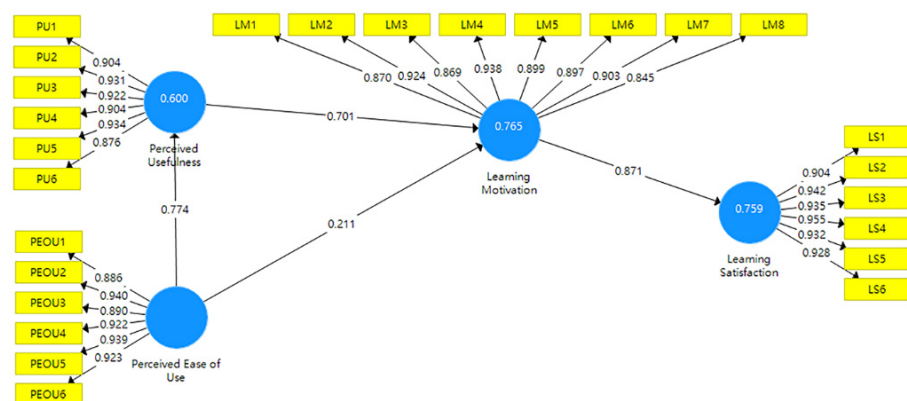 LM1
LM2
LM3
LM4
LM5
LM6
LM7
LM8
0.870
0.924
0.869
0.938
0.899
0.897
0.903
0.845
PU1
PU2
PU3
PU4
PU5
PU6
0.904
0.931
0.922
0.904
0.934
0.876
0.600
Perceived
Usefulness
0.701
0.765
Learning
Motivation
0.774
0.211
0.871
0.759
Learning
Satisfaction
LS1
LS2
LS3
LS4
LS5
LS6
0.904
0.942
0.935
0.955
0.932
0.928
PEOU1
PEOU2
PEOU3
PEOU4
PEOU5
PEOU6
0.886
0.940
0.890
0.922
0.939
0.923
Perceived Ease of
Use